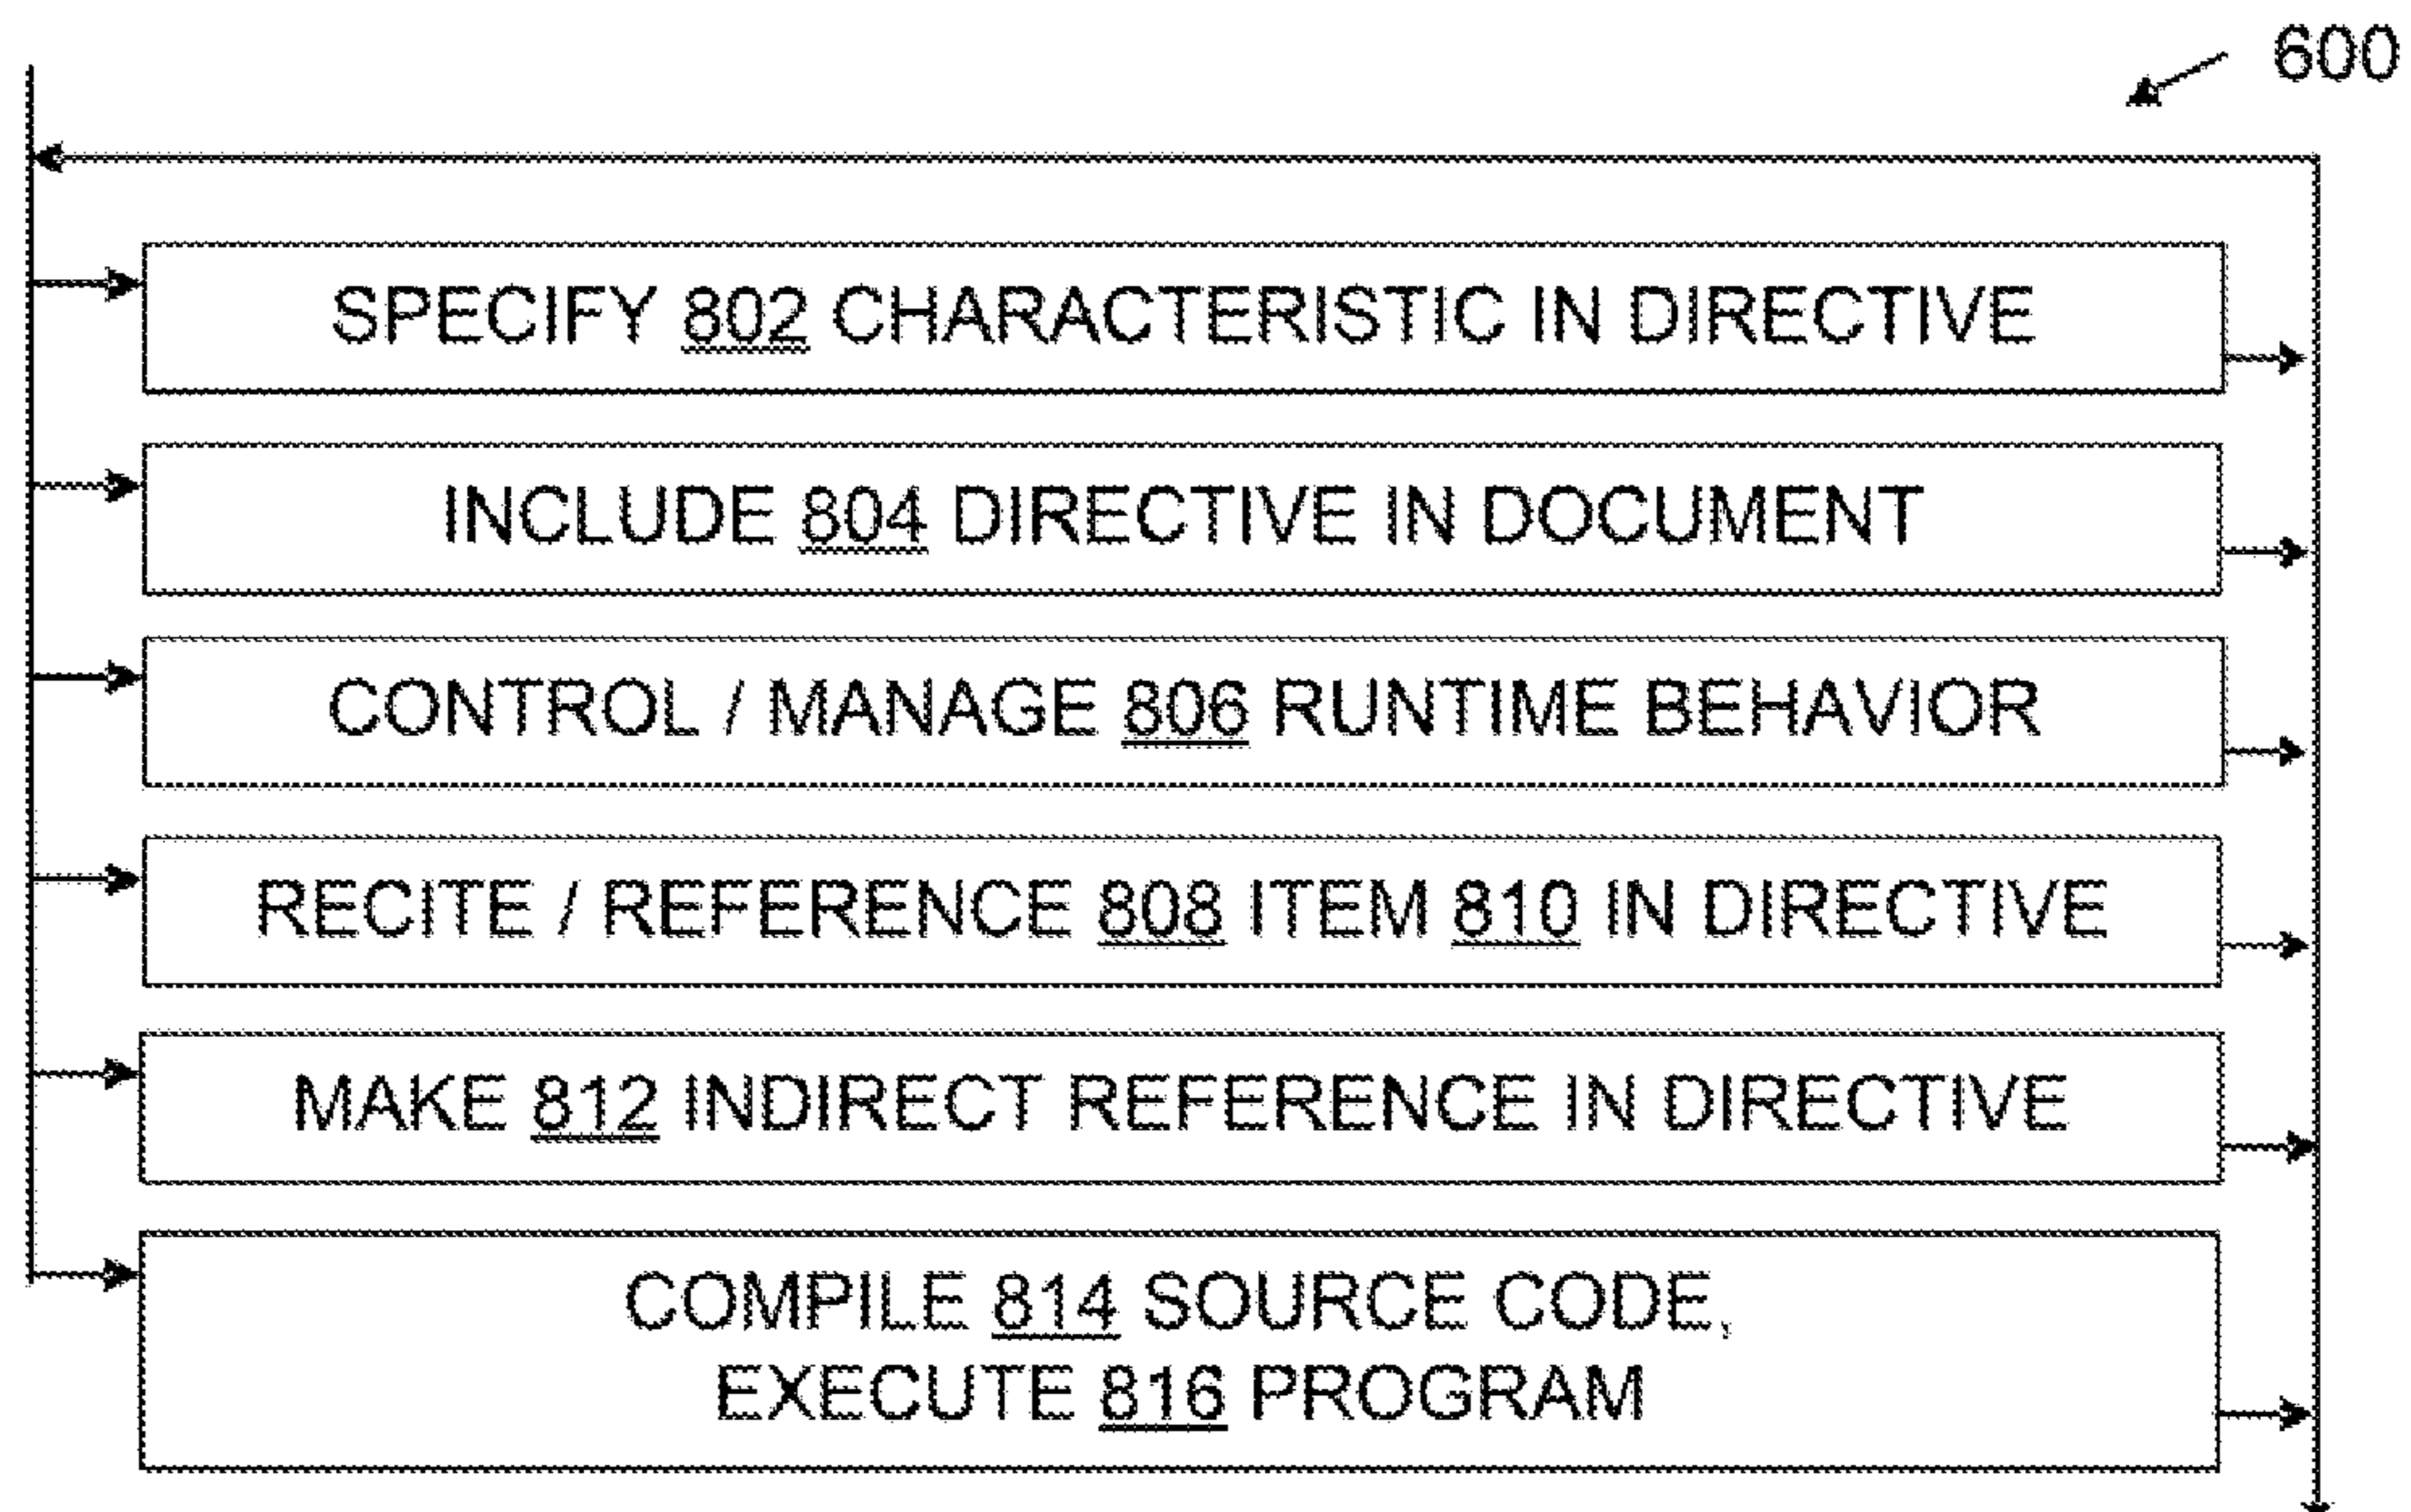 600
SPECIFY 802 CHARACTERISTIC IN DIRECTIVE
INCLUDE 804 DIRECTIVE IN DOCUMENT
CONTROL / MANAGE 806 RUNTIME BEHAVIOR
RECITE / REFERENCE 808 ITEM 810 IN DIRECTIVE
MAKE 812 INDIRECT REFERENCE IN DIRECTIVE
COMPILE 814 SOURCE CODE,
EXECUTE 816 PROGRAM